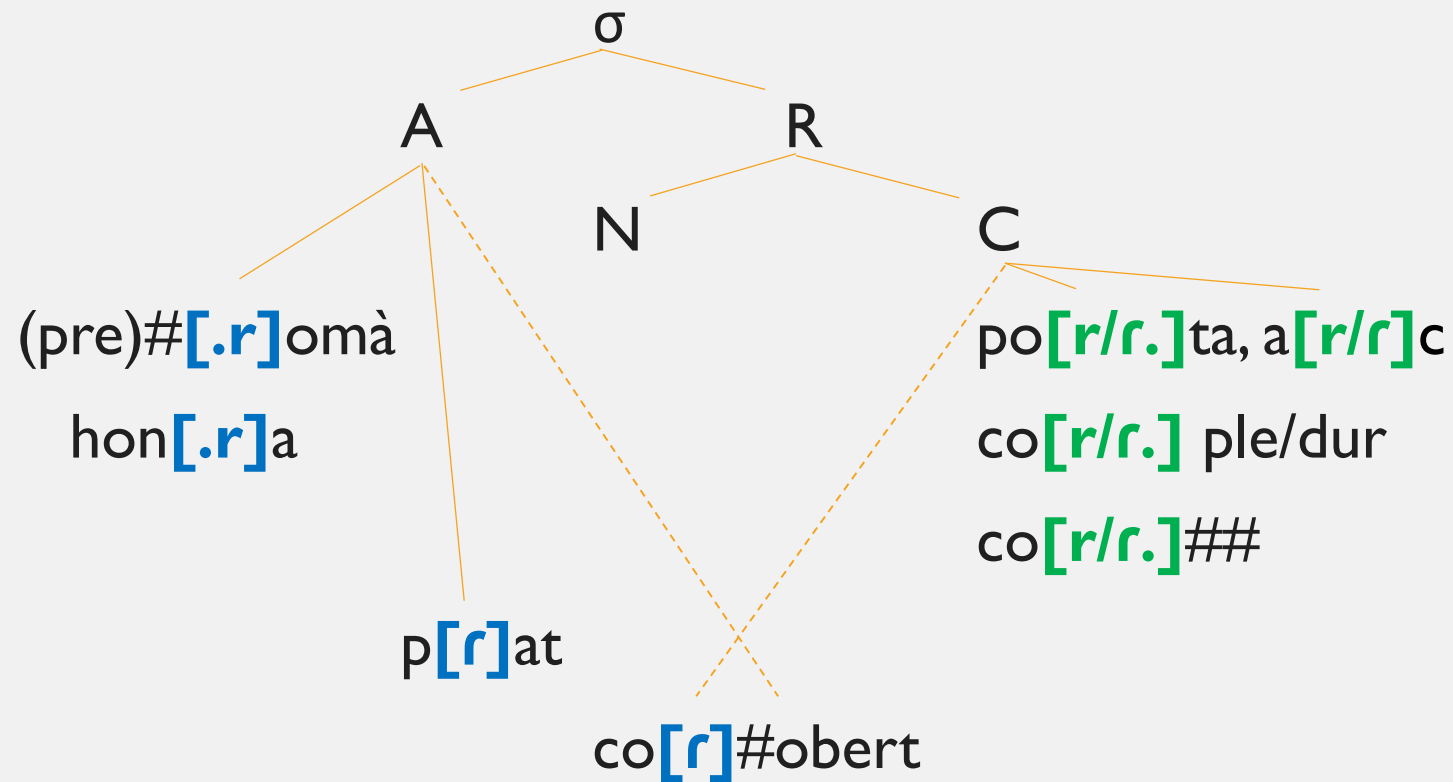 σ
A R
N C
(pre)#[.r]omà po[r/ɾ.]ta, a[r/ɾ]c
hon[.r]a co[r/ɾ.] ple/dur
co[r/ɾ.]##
p[ɾ]at
co[ɾ]#obert